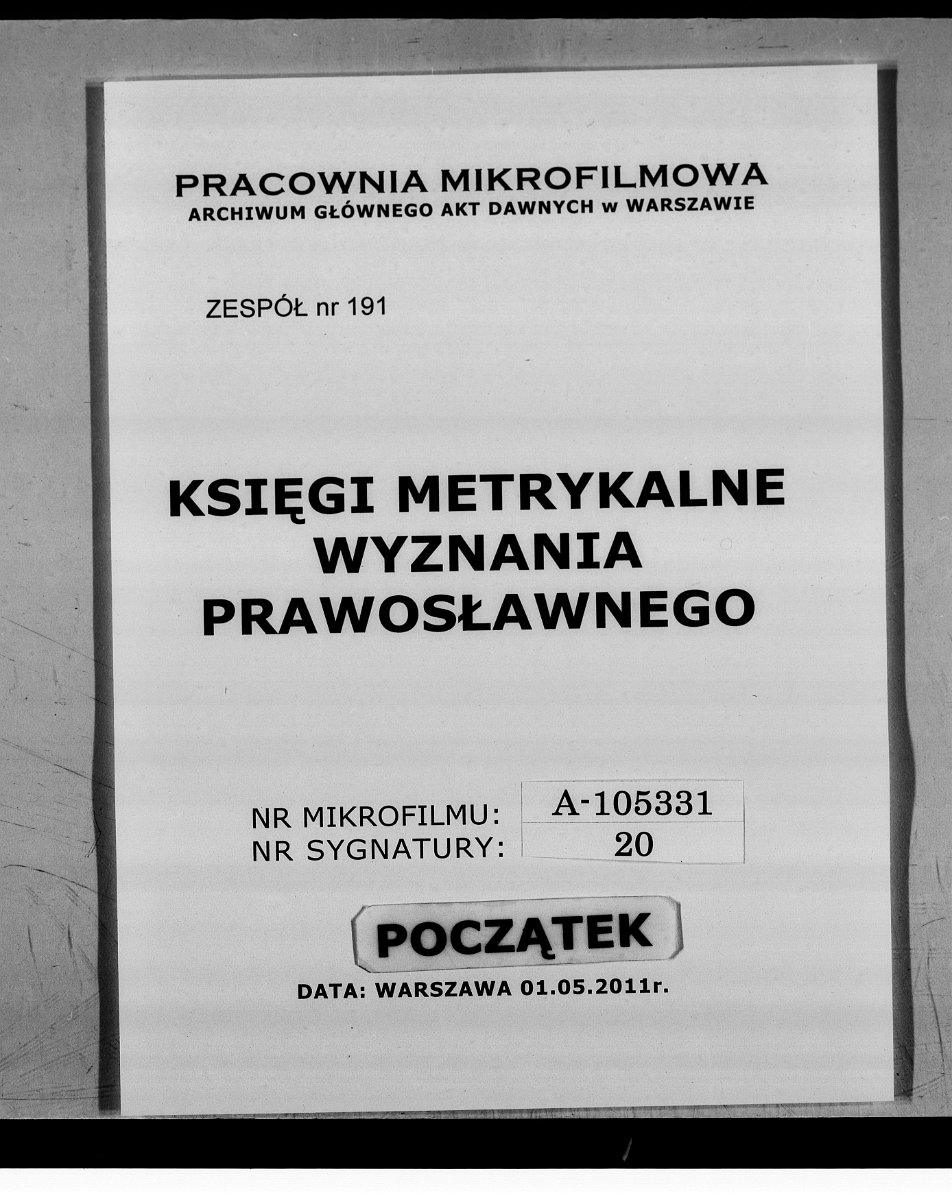 PRACOWNIA MIKROFILMOWA
ARCHIWUM GŁÓWNEGO AKT DAWNYCH w WARSZAWIE
ZESPÓŁ nr 191
KSIĘGI METRYKALNE
WYZNANIA
PRAWOSŁAWNEGO
NR MIKROFILMU: A-105331
NR SYGNATURY: 20
POCZĄTEK
DATA: WARSZAWA 01.05.2011r.